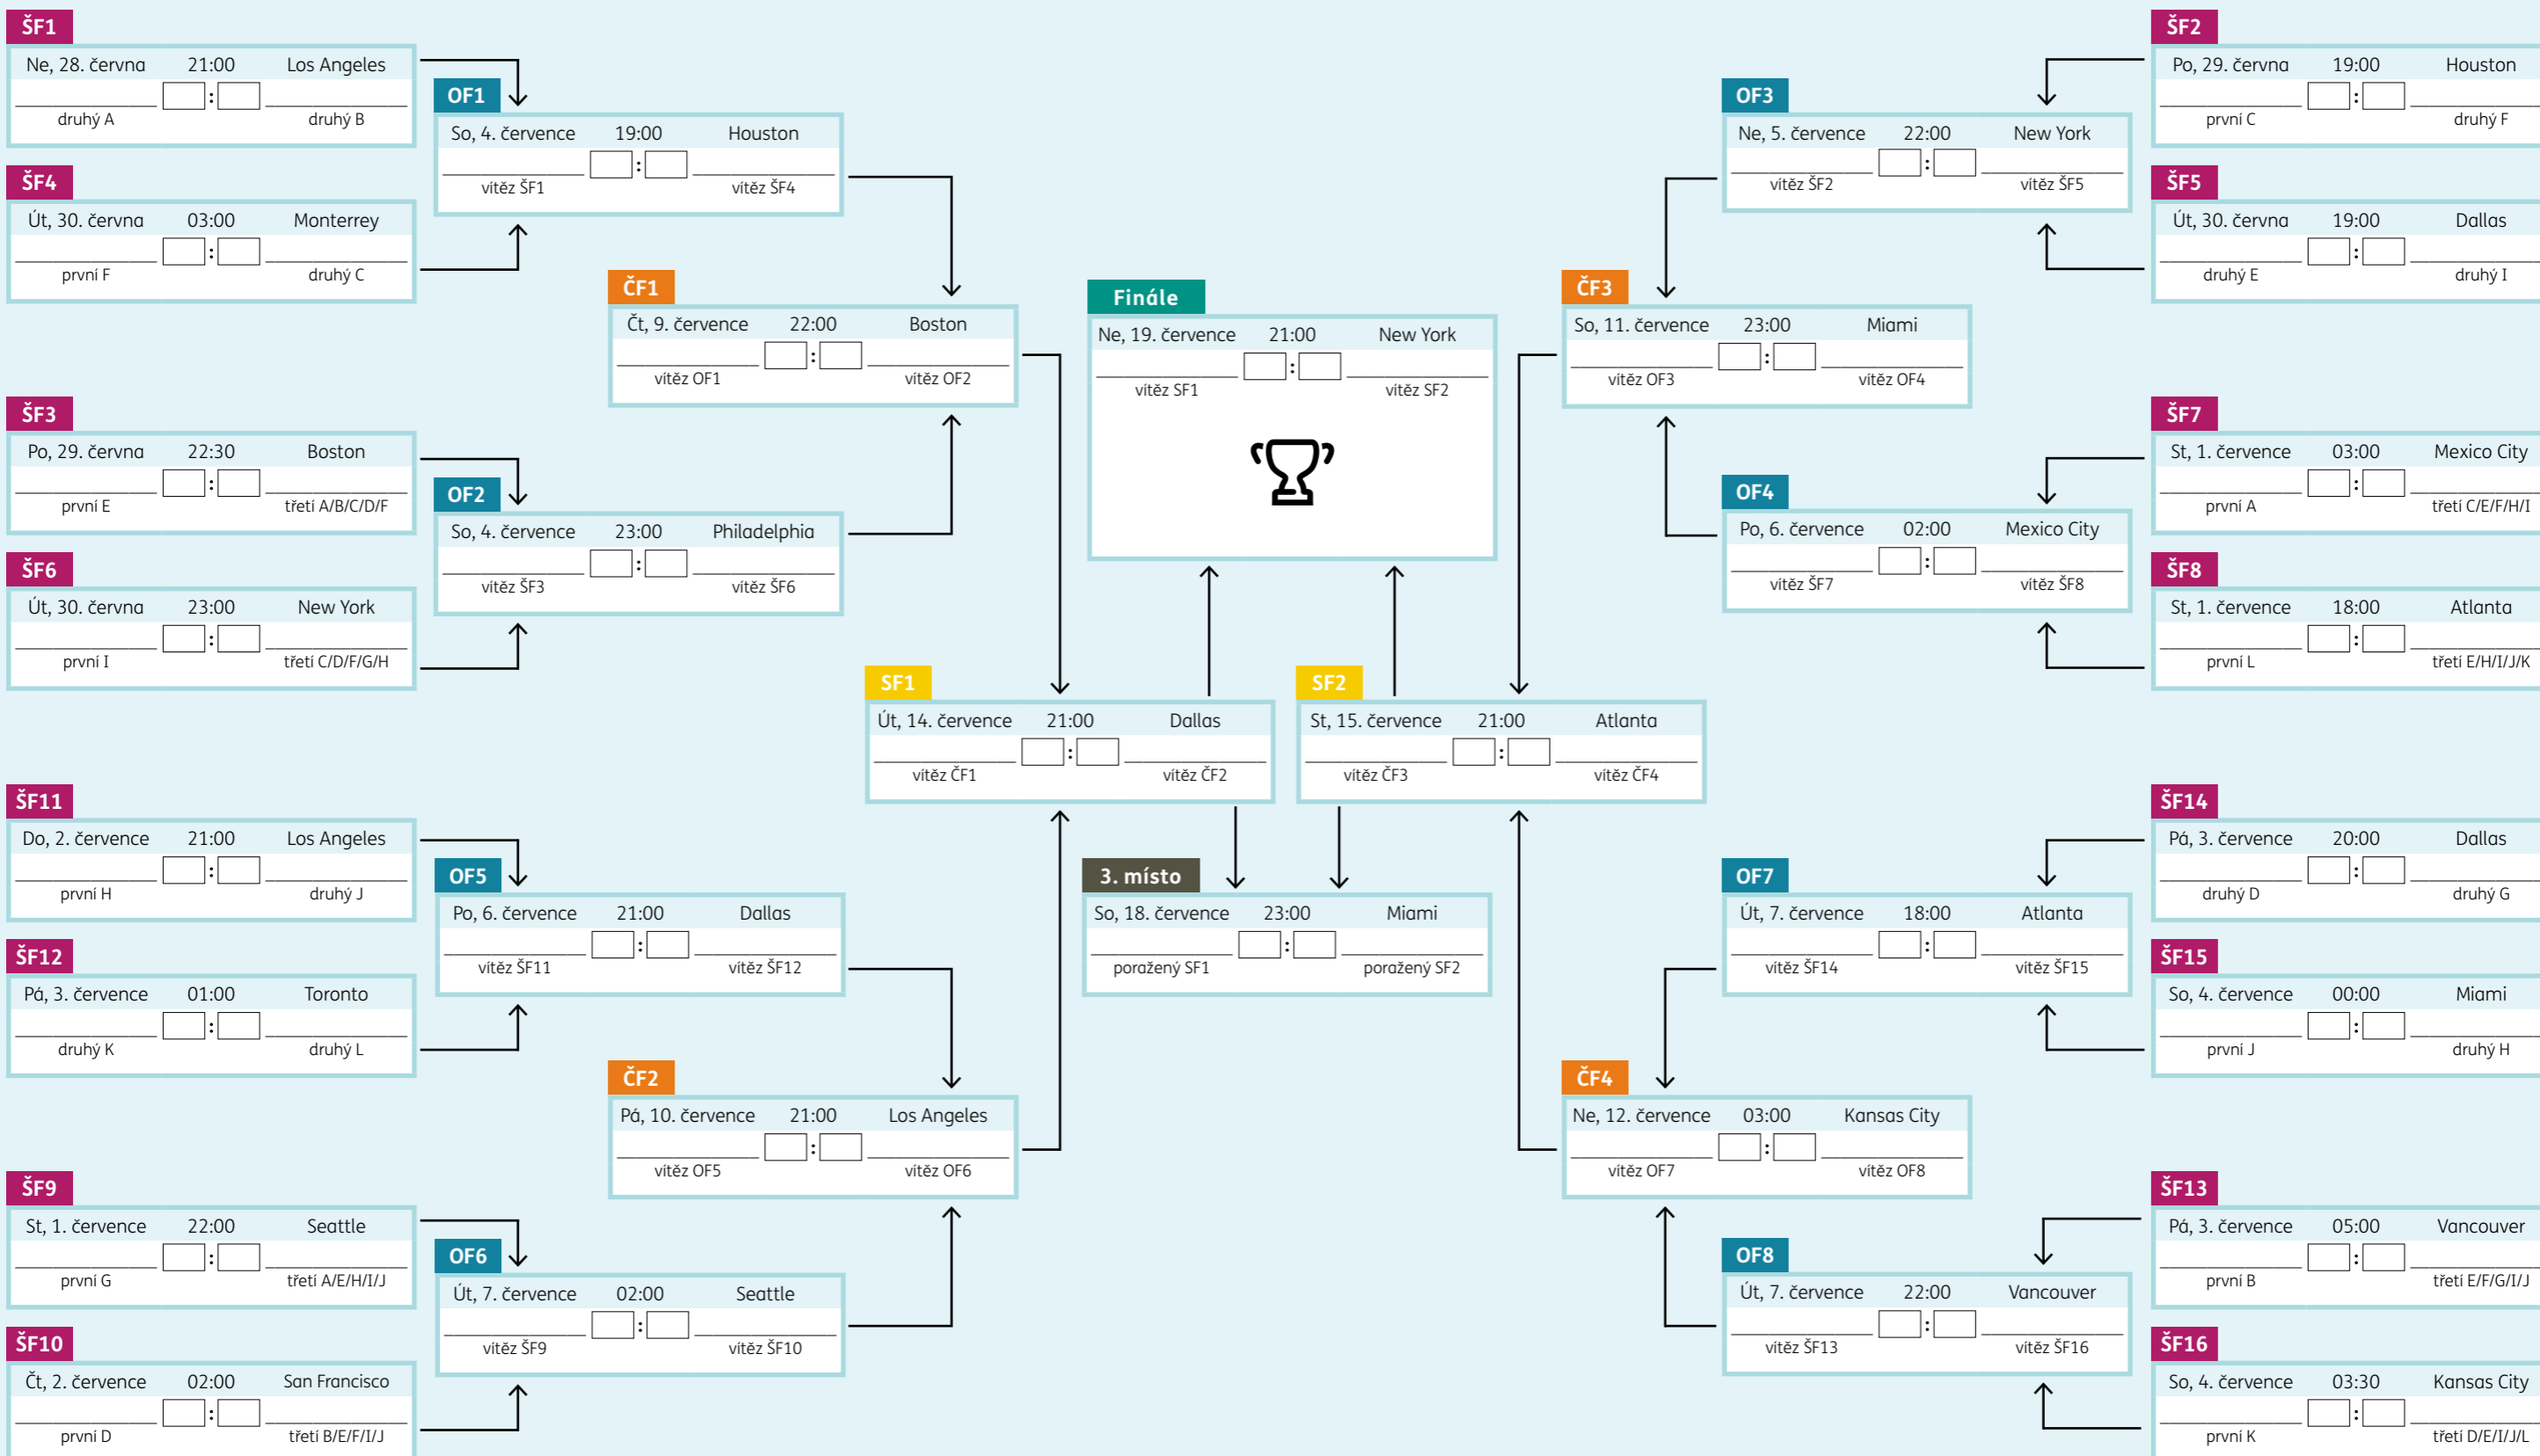 ŠF1
Ne, 28. června 21:00 Los Angeles
:
druhý A druhý B
ŠF4
Út, 30. června 03:00 Monterrey
:
první F druhý C
ŠF3
Po, 29. června 22:30 Boston
:
první E třetí A/B/C/D/F
ŠF6
Út, 30. června 23:00 New York
:
první I třetí C/D/F/G/H
ŠF11
Do, 2. července 21:00 Los Angeles
:
první H druhý J
ŠF12
Pá, 3. července 01:00 Toronto
:
druhý K druhý L
ŠF9
St, 1. července 22:00 Seattle
:
první G třetí A/E/H/I/J
ŠF10
Čt, 2. července 02:00 San Francisco
:
první D třetí B/E/F/I/J
OF1
So, 4. července 19:00 Houston
:
vítěz ŠF1 vítěz ŠF4
OF2
So, 4. července 23:00 Philadelphia
:
vítěz ŠF3 vítěz ŠF6
OF5
Po, 6. července 21:00 Dallas
:
vítěz ŠF11 vítěz ŠF12
OF6
Út, 7. července 02:00 Seattle
:
vítěz ŠF9 vítěz ŠF10
ČF1
Čt, 9. července 22:00 Boston
:
vítěz OF1 vítěz OF2
ČF2
Pá, 10. července 21:00 Los Angeles
:
vítěz OF5 vítěz OF6
Finále
Ne, 19. července 21:00 New York
:
vítěz SF1 vítěz SF2
SF1
Út, 14. července 21:00 Dallas
:
vítěz ČF1 vítěz ČF2
SF2
St, 15. července 21:00 Atlanta
:
vítěz ČF3 vítěz ČF4
3. místo
So, 18. července 23:00 Miami
:
poražený SF1 poražený SF2
ČF3
So, 11. července 23:00 Miami
:
vítěz OF3 vítěz OF4
ČF4
Ne, 12. července 03:00 Kansas City
:
vítěz OF7 vítěz OF8
OF3
Ne, 5. července 22:00 New York
:
vítěz ŠF2 vítěz ŠF5
OF4
Po, 6. července 02:00 Mexico City
:
vítěz ŠF7 vítěz ŠF8
OF7
Út, 7. července 18:00 Atlanta
:
vítěz ŠF14 vítěz ŠF15
OF8
Út, 7. července 22:00 Vancouver
:
vítěz ŠF13 vítěz ŠF16
ŠF2
Po, 29. června 19:00 Houston
:
první C druhý F
ŠF5
Út, 30. června 19:00 Dallas
:
druhý E druhý I
ŠF7
St, 1. července 03:00 Mexico City
:
první A třetí C/E/F/H/I
ŠF8
St, 1. července 18:00 Atlanta
:
první L třetí E/H/I/J/K
ŠF14
Pá, 3. července 20:00 Dallas
:
druhý D druhý G
ŠF15
So, 4. července 00:00 Miami
:
první J druhý H
ŠF13
Pá, 3. července 05:00 Vancouver
:
první B třetí E/F/G/I/J
ŠF16
So, 4. července 03:30 Kansas City
:
první K třetí D/E/I/J/L